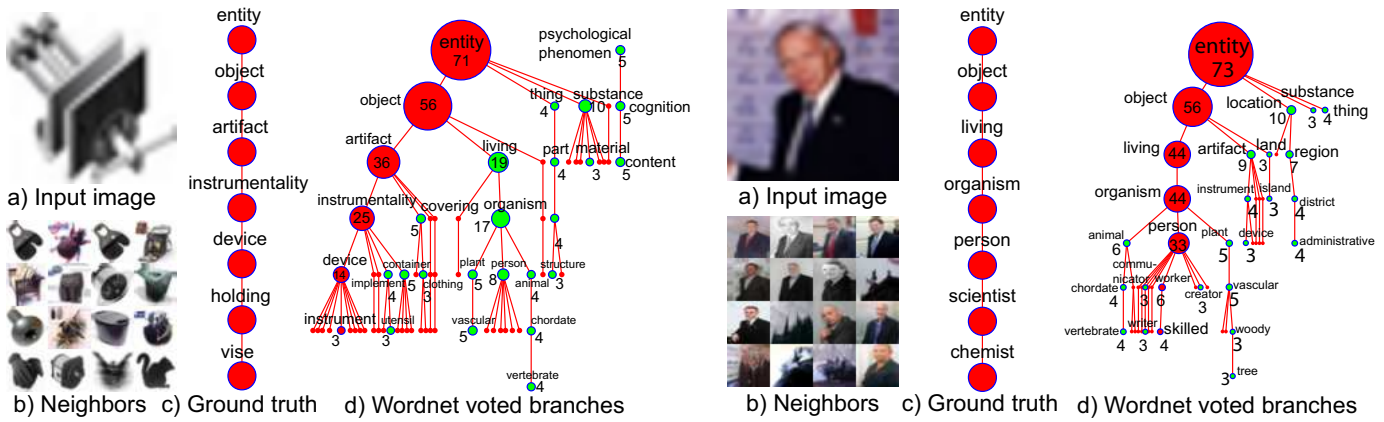 entity
object
artifact
instrumentality
device
holding
vise
a) Input image
b) Neighbors
c) Ground truth
entity
71
psychological
phenomen
5
object
56
thing
4
substance
10
cognition
5
artifact
36
living
19
part
4
material
3
content
5
instrumentality
25
covering
5
organism
17
4
device
14
implement
4
container
5
clothing
3
plant
5
person
8
animal
4
structure
3
instrument
3
utensil
3
vascular
5
chordate
4
vertebrate
4
d) Wordnet voted branches
a) Input image
b) Neighbors
entity
object
living
organism
person
scientist
chemist
c) Ground truth
entity
73
object
56
location
10
substance
3
thing
4
living
44
artifact
9
land
3
region
7
organism
44
instrument
4
island
3
district
4
animal
6
person
33
plant
5
device
3
administrative
4
chordate
4
commu-
nicator
3
worker
6
creator
3
vascular
5
vertebrate
4
writer
3
skilled
4
woody
3
tree
3
d) Wordnet voted branches